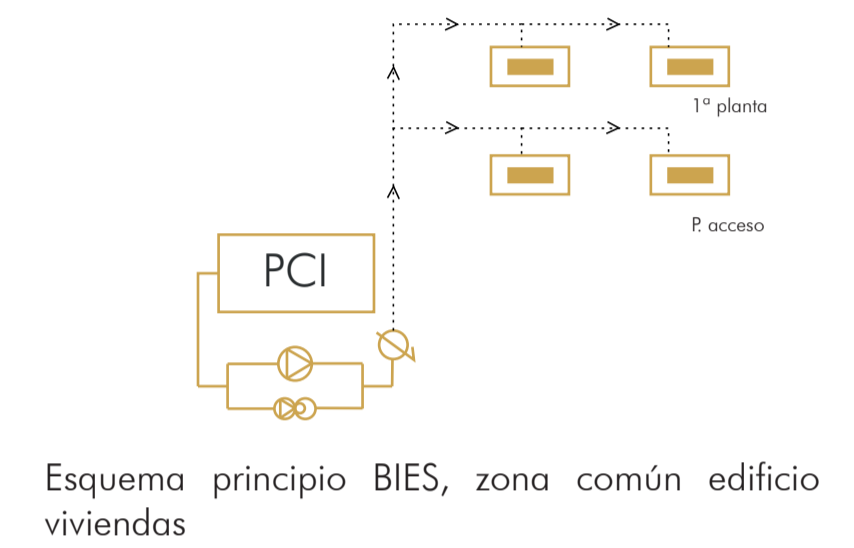 1ª planta
P. acceso
PCI
Esquema principio BIES, zona común edificio
viviendas